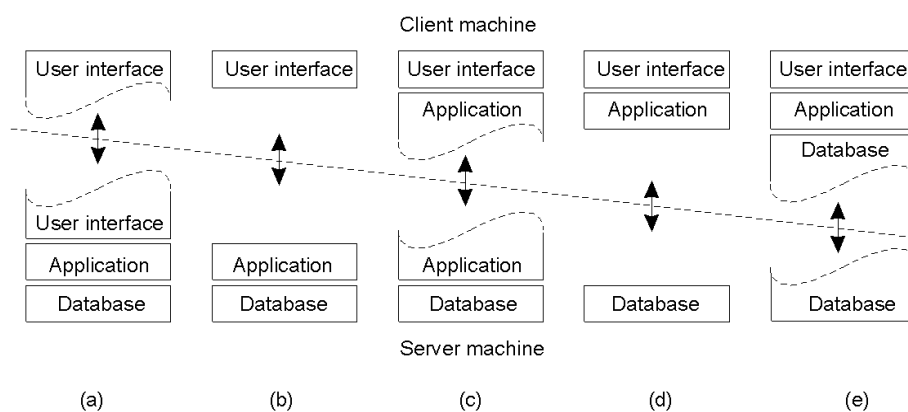 Client machine
User interface User interface User interface User interface User interface
Application Application Application
Database
User interface
Application Application Application
Database Database Database Database Database
Server machine
(a) (b) (c) (d) (e)